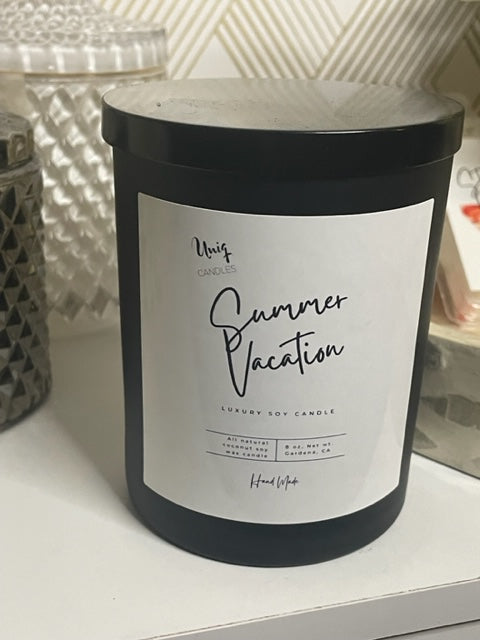 Uniq
CANDLES
Summer
Vacation
LUXURY SOY CANDLE
All natural
coconut soy
wax candle
8 oz. Net wt.
Gardena, CA
Hand Made